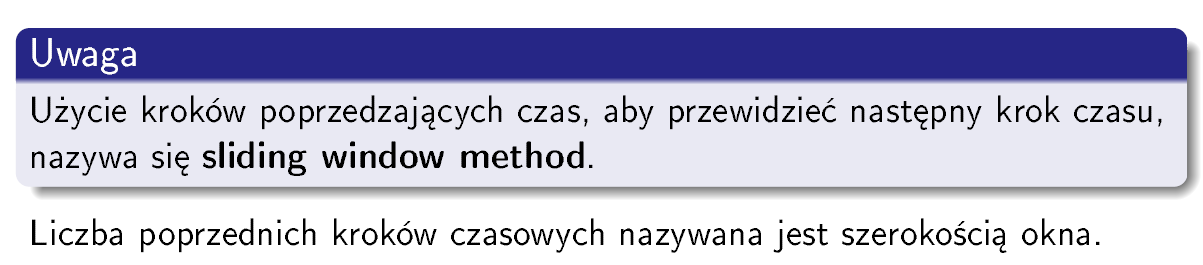 Uwaga
Użycie kroków poprzedzających czas, aby przewidzieć następny krok czasu,
nazywa się sliding window method.
Liczba poprzednich kroków czasowych nazywana jest szerokością okna.